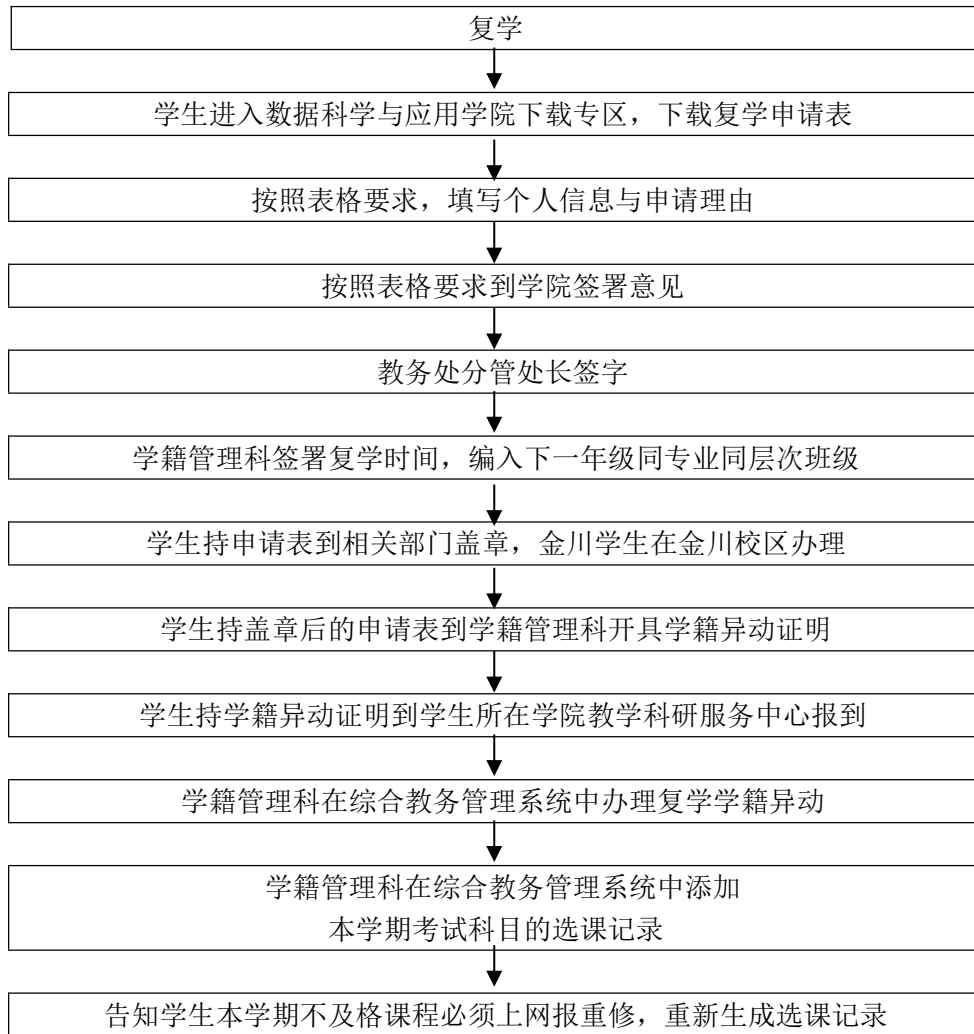 复学
学生进入数据科学与应用学院下载专区，下载复学申请表
按照表格要求，填写个人信息与申请理由
按照表格要求到学院签署意见
教务处分管处长签字
学籍管理科签署复学时间，编入下一年级同专业同层次班级
学生持申请表到相关部门盖章，金川学生在金川校区办理
学生持盖章后的申请表到学籍管理科开具学籍异动证明
学生持学籍异动证明到学生所在学院教学科研服务中心报到
学籍管理科在综合教务管理系统中办理复学学籍异动
学籍管理科在综合教务管理系统中添加
本学期考试科目的选课记录
告知学生本学期不及格课程必须上网报重修，重新生成选课记录